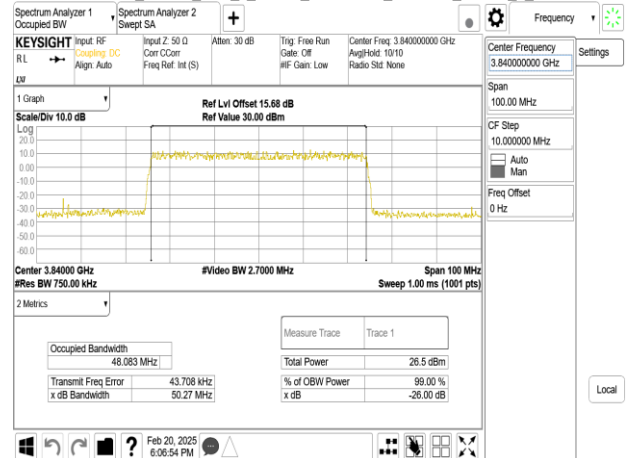 Spectrum Analyzer 1
Occupied BW
Spectrum Analyzer 2
Swept SA
+
Frequency
KEYSIGHT
RL
Input: RF
Coupling: DC
Align: Auto
Input Z: 50 Ω
Corr CCorr
Freq Ref: Int (S)
Atten: 30 dB
Trig: Free Run
Gate: Off
#IF Gain: Low
Center Freq: 3.840000000 GHz
Avg|Hold: 10/10
Radio Std: None
Center Frequency
3.840000000 GHz
Settings
Span
100.00 MHz
CF Step
10.000000 MHz
Auto
Man
Freq Offset
0 Hz
Local
1 Graph
Scale/Div 10.0 dB
Ref Lvl Offset 15.68 dB
Ref Value 30.00 dBm
Log
20.0
10.0
0.00
-10.0
-20.0
-30.0
-40.0
-50.0
-60.0
Center 3.84000 GHz
#Video BW 2.7000 MHz
Span 100 MHz
#Res BW 750.00 kHz
Sweep 1.00 ms (1001 pts)
2 Metrics
Measure Trace Trace 1
Occupied Bandwidth
48.083 MHz
Total Power 26.5 dBm
Transmit Freq Error 43.708 kHz
% of OBW Power 99.00 %
x dB Bandwidth 50.27 MHz
x dB -26.00 dB
?
Feb 20, 2025
6:06:54 PM